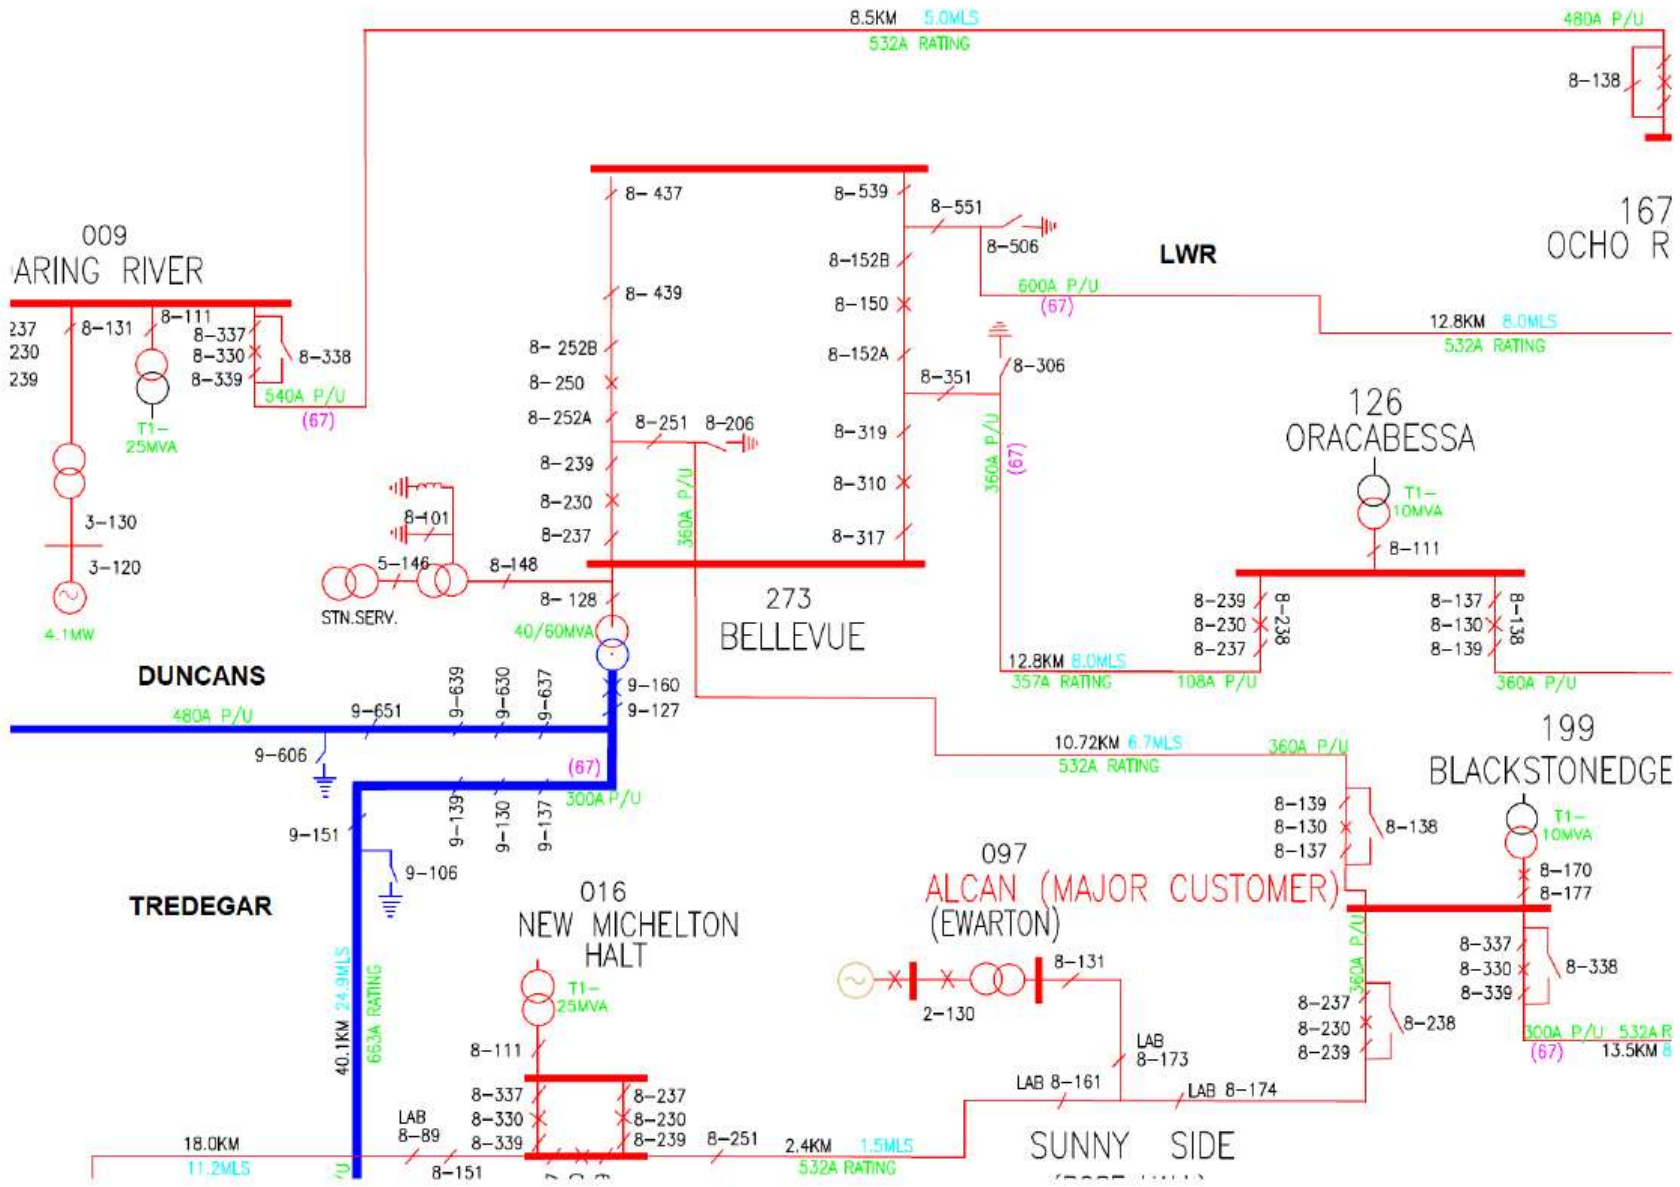 8.5KM 5.0MLS
532A RATING
480A P/U
8-138
167
OCHO R
009
ARING RIVER
237
230
239
8-131
8-111
8-337
8-330
8-339
8-338
540A P/U
(67)
T1-
25MVA
3-130
3-120
4.1MW
8-437
8-439
8-252B
8-250
8-252A
8-251
8-206
8-239
8-230
8-237
360A P/U
8-539
8-551
8-506
8-152B
8-150
8-152A
8-351
8-306
8-319
8-310
8-317
600A P/U
(67)
LWR
12.8KM 8.0MLS
532A RATING
360A P/U
(67)
126
ORACABESSA
T1-
10MVA
8-111
8-239
8-230
8-237
8-238
8-137
8-130
8-139
8-138
12.8KM 8.0MLS
357A RATING
108A P/U
360A P/U
8-101
5-146
8-148
STN.SERV.
8-128
40/60MVA
273
BELLEVUE
DUNCANS
480A P/U
9-651
9-639
9-630
9-637
9-160
9-127
9-606
(67)
300A P/U
9-139
9-130
9-137
9-151
9-106
TREDEGAR
40.1KM 24.9MLS
663A RATING
10.72KM 6.7MLS
532A RATING
360A P/U
8-139
8-130
8-137
8-138
199
BLACKSTONEDGE
T1-
10MVA
8-170
8-177
8-337
8-330
8-339
8-338
300A P/U 532A R
(67) 13.5KM 8
097
ALCAN (MAJOR CUSTOMER)
(EWARTON)
8-131
2-130
360A P/U
8-237
8-230
8-239
8-238
LAB
8-173
LAB 8-161
LAB 8-174
SUNNY SIDE
016
NEW MICHELTON
HALT
T1-
25MVA
8-111
8-337
8-330
8-339
8-237
8-230
8-239
8-251
2.4KM 1.5MLS
532A RATING
LAB
8-89
8-151
18.0KM
11.2MLS
/U